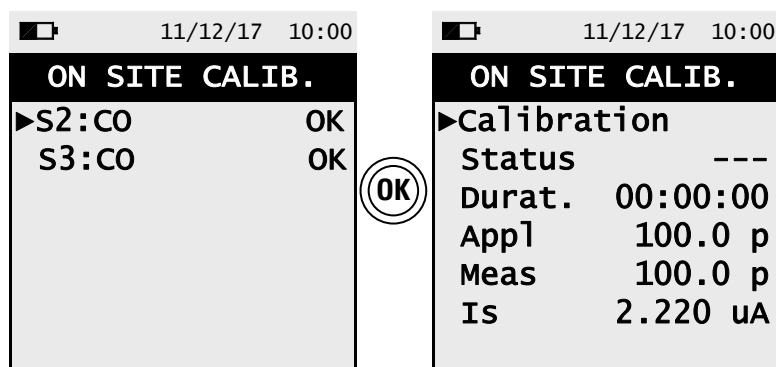 11/12/17 10:00
ON SITE CALIB.
►S2:CO OK
S3:CO OK
OK
11/12/17 10:00
ON SITE CALIB.
►Calibration
Status ---
Durat. 00:00:00
Appl 100.0 p
Meas 100.0 p
Is 2.220 uA